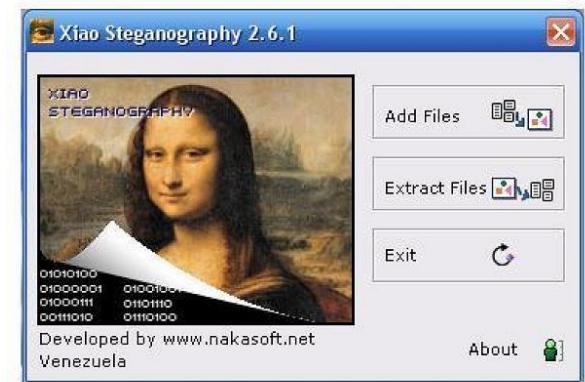 Xiao Steganography 2.6.1
XIAO
STEGANOGRAPHY
01010100
01000001 01001001
01000111 01101110
00111010 01110100
Developed by www.nakasoft.net
Venezuela
Add Files
Extract Files
Exit
About